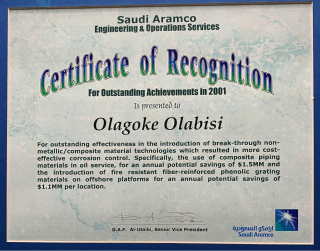 Saudi Aramco
Engineering & Operations Services
Certificate of Recognition
For Outstanding Achievements in 2001
Is presented to
Olagoke Olabisi
For outstanding effectiveness in the introduction of break-through non-
metallic/composite material technologies which resulted in more cost-
effective corrosion control. Specifically, the use of composite piping
materials in oil service, for an annual potential savings of $1.5MM and
the introduction of fire resistant fiber-reinforced phenolic grating
materials on offshore platforms for an annual potential savings of
$1.1MM per location.
D.A.F. Al-Utaibi, Senior Vice President
أرامكو السعودية
Saudi Aramco